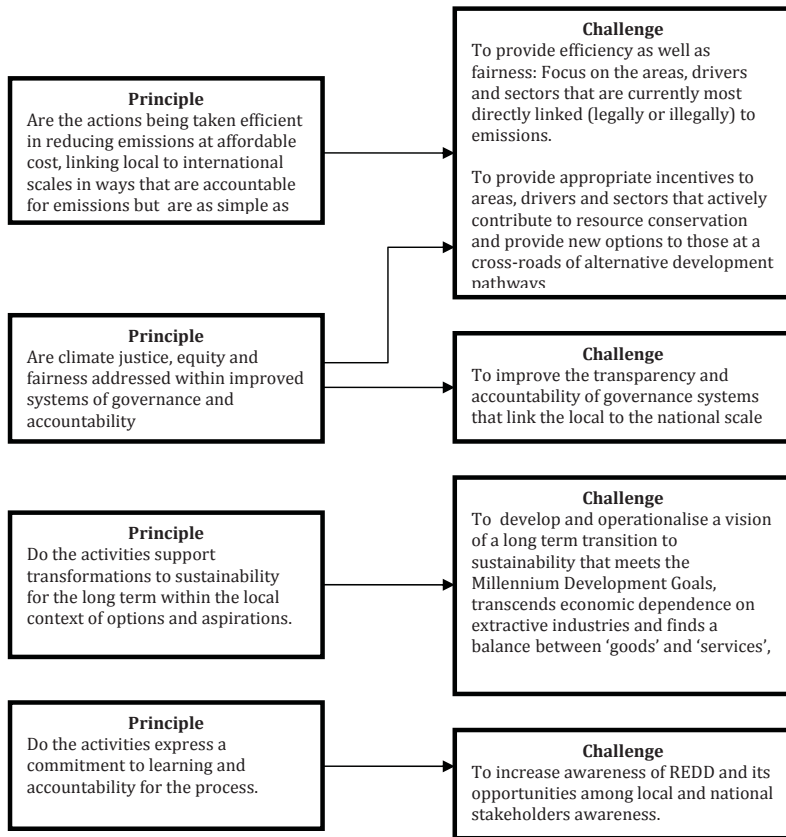 Principle
Are the actions being taken efficient
in reducing emissions at affordable
cost, linking local to international
scales in ways that are accountable
for emissions but  are as simple as
Challenge
To provide efficiency as well as
fairness: Focus on the areas, drivers
and sectors that are currently most
directly linked (legally or illegally) to
emissions.
To provide appropriate incentives to
areas, drivers and sectors that actively
contribute to resource conservation
and provide new options to those at a
cross-roads of alternative development
pathways
Principle
Are climate justice, equity and
fairness addressed within improved
systems of governance and
accountability
Challenge
To improve the transparency and
accountability of governance systems
that link the local to the national scale
Principle
Do the activities support
transformations to sustainability
for the long term within the local
context of options and aspirations.
Challenge
To  develop and operationalise a vision
of a long term transition to
sustainability that meets the
Millennium Development Goals,
transcends economic dependence on
extractive industries and finds a
balance between ‘goods’ and ‘services’,
Principle
Do the activities express a
commitment to learning and
accountability for the process.
Challenge
To increase awareness of REDD and its
opportunities among local and national
stakeholders awareness.